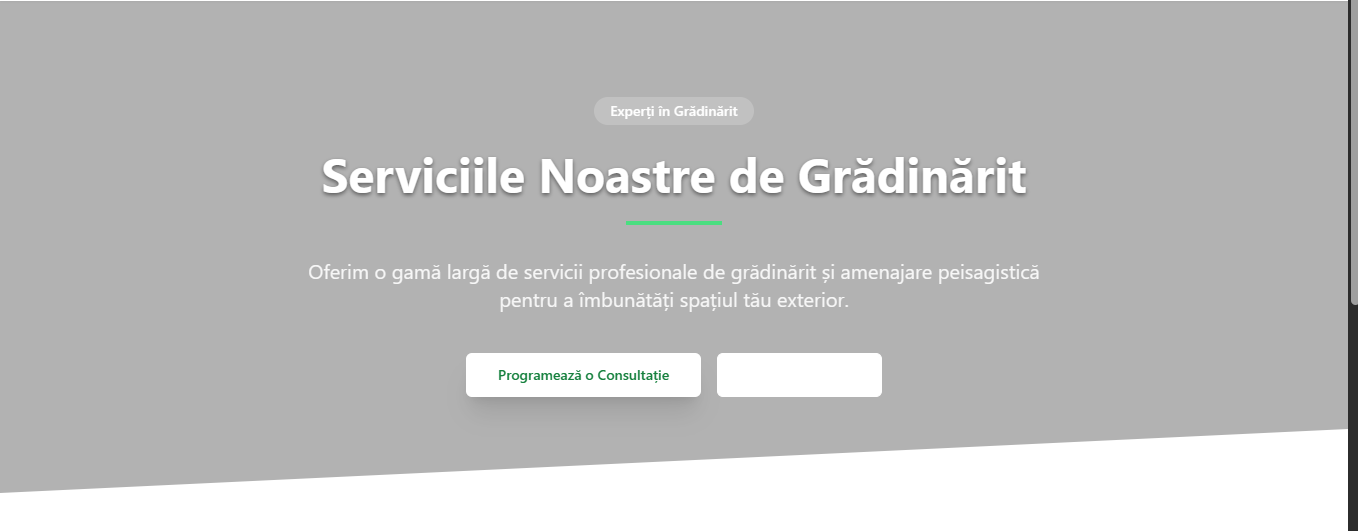 Experți în Grădinărit
Serviciile Noastre de Grădinărit
Oferim o gamă largă de servicii profesionale de grădinărit și amenajare peisagistică
pentru a îmbunătăți spațiul tău exterior.
Programează o Consultație